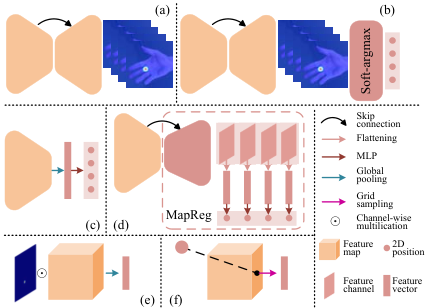 (a)
(b)
Soft-argmax
(c)
(d)
MapReg
(e)
(f)
Skip
connection
Flattening
MLP
Global
pooling
Grid
sampling
Channel-wise
multilication
Feature
map
2D
position
Feature
channel
Feature
vector